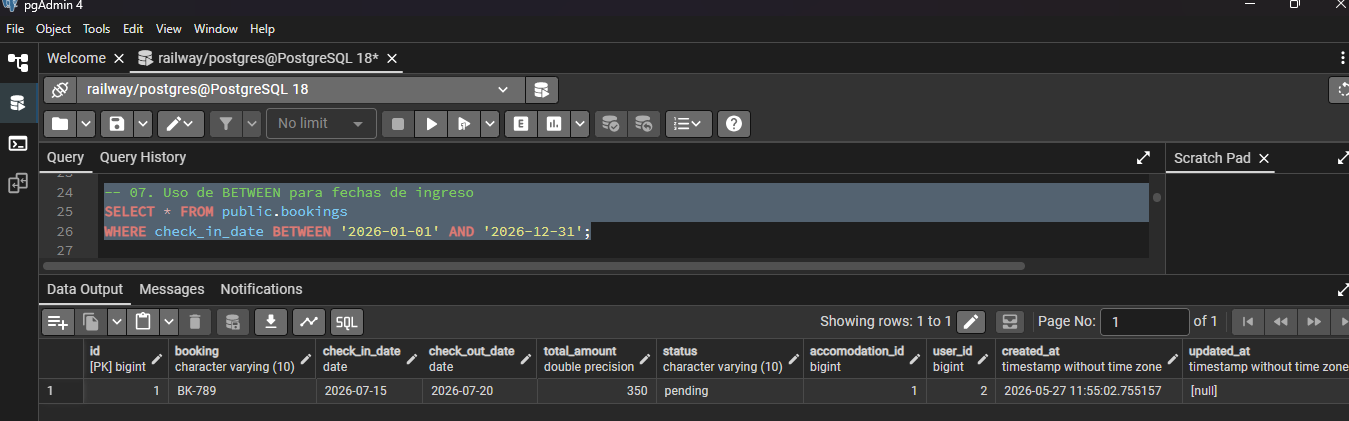 pgAdmin 4
File Object Tools Edit View Window Help
Welcome railway/postgres@PostgreSQL 18*
railway/postgres@PostgreSQL 18
No limit E
Query Query History Scratch Pad
24 -- 07. Uso de BETWEEN para fechas de ingreso
25 SELECT * FROM public.bookings
26 WHERE check_in_date BETWEEN '2026-01-01' AND '2026-12-31';
27
Data Output Messages Notifications
SQL Showing rows: 1 to 1 Page No: 1 of 1
id booking check_in_date check_out_date total_amount status accomodation_id user_id created_at updated_at
[PK] bigint character varying (10) date date double precision character varying (10) bigint bigint timestamp without time zone timestamp without time zone
1 1 BK-789 2026-07-15 2026-07-20 350 pending 1 2 2026-05-27 11:55:02.755157 [null]